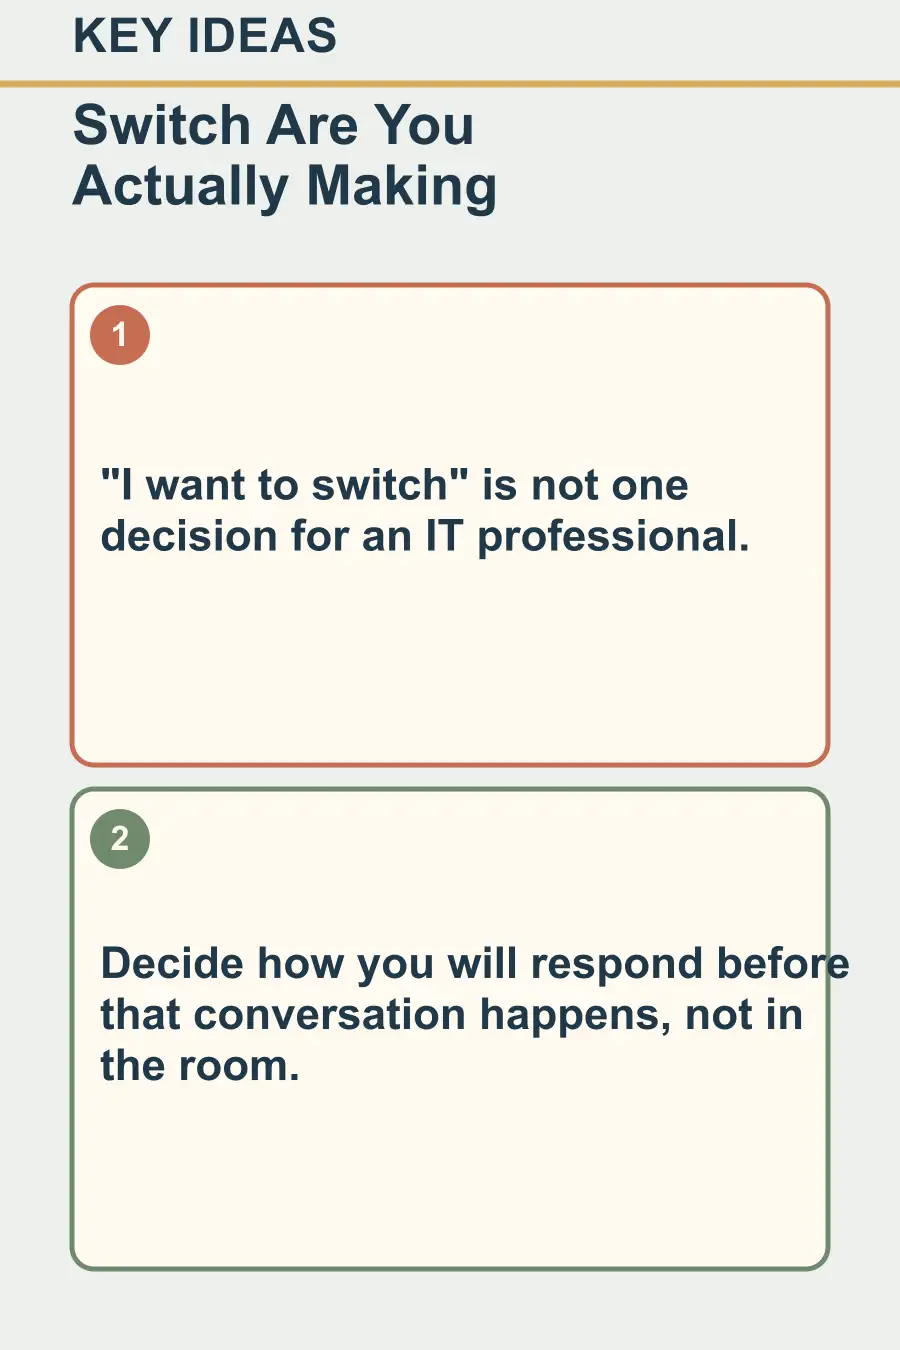 KEY IDEAS
Switch Are You
Actually Making
1
"I want to switch" is not one
decision for an IT professional.
2
Decide how you will respond before
that conversation happens, not in
the room.